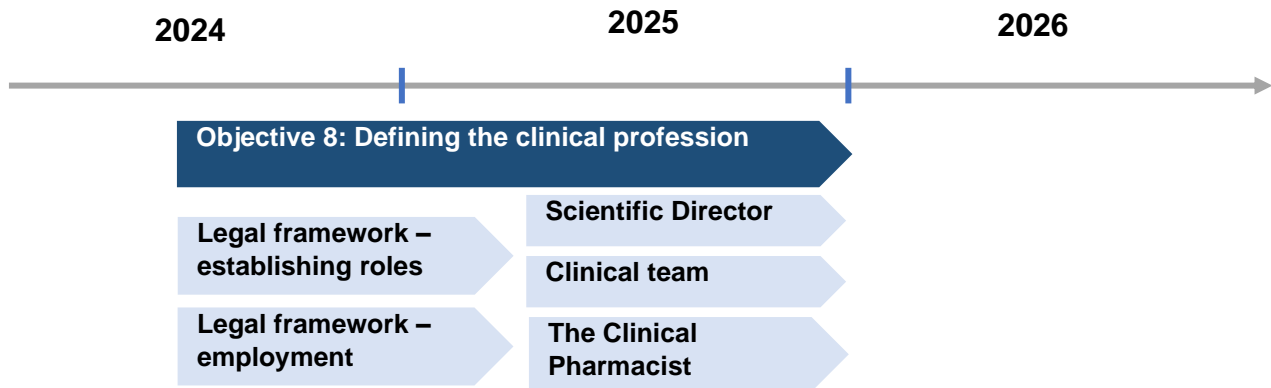 2024
2025
2026
Objective 8: Defining the clinical profession
Legal framework –
establishing roles
Legal framework –
employment
Scientific Director
Clinical team
The Clinical
Pharmacist